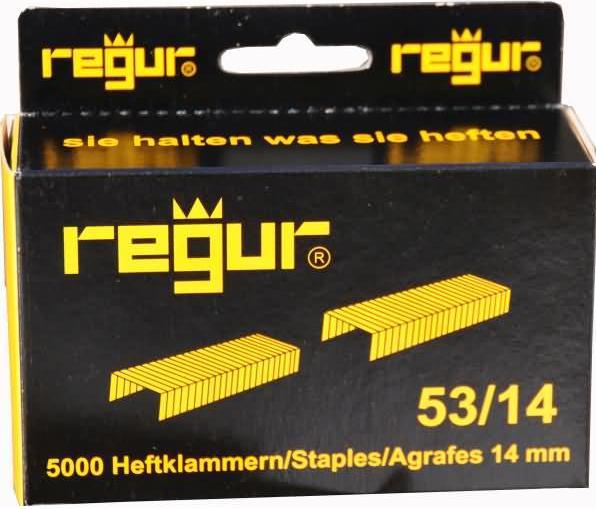 regur® regur®
sie halten was sie heften
regur®
53/14
5000 Heftklammern/Staples/Agrafes 14 mm